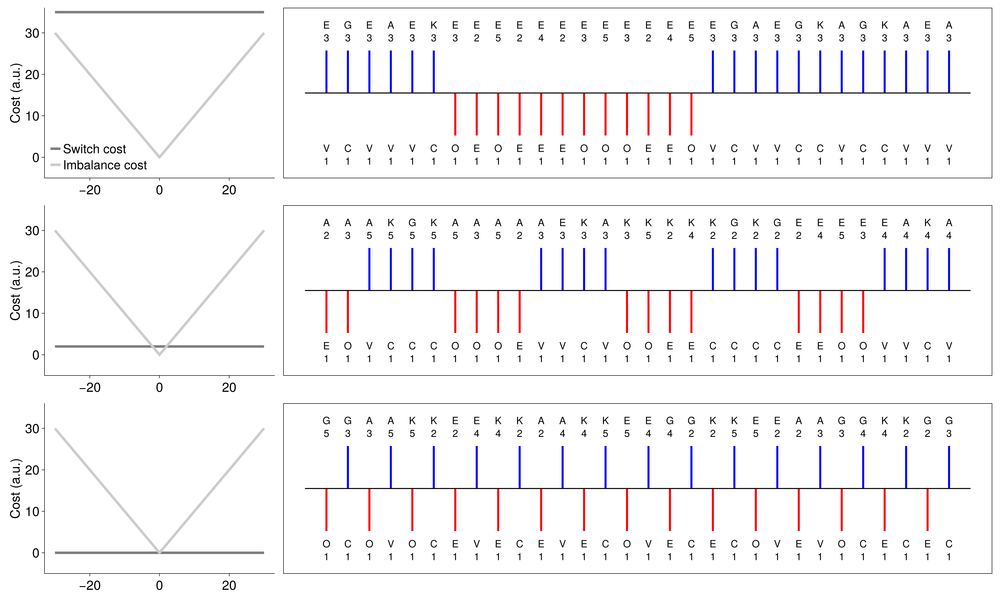 30
20
10
0
Cost (a.u.)
Switch cost
Imbalance cost
−20 0 20
E G E A E K E E E E E E E E E E E E E G A E G K A G K A E A
3 3 3 3 3 3 3 2 5 2 4 2 3 5 3 2 4 5 3 3 3 3 3 3 3 3 3 3 3 3
V C V V V C O E O E E E O O O E E O V C V V C C V C C V V V
1 1 1 1 1 1 1 1 1 1 1 1 1 1 1 1 1 1 1 1 1 1 1 1 1 1 1 1 1 1
30
20
10
0
Cost (a.u.)
−20 0 20
A A A K G K A A A A A E K A K K K K K G K G E E E E E A K A
2 3 5 5 5 5 5 3 5 2 3 3 3 3 3 5 2 4 2 2 2 2 2 4 5 3 4 4 4 4
E O V C C C O O O E V V C V O O E E C C C C E E O O V V C V
1 1 1 1 1 1 1 1 1 1 1 1 1 1 1 1 1 1 1 1 1 1 1 1 1 1 1 1 1 1
30
20
10
0
Cost (a.u.)
−20 0 20
G G A A K K E E K K A A K K E E G G K K E E A A G G K K G G
5 3 3 5 5 2 2 4 4 2 2 4 4 5 5 4 4 2 2 5 5 2 2 3 3 4 4 2 2 3
O C O V O C E V E C E V E C O V E C E C O V E V O C E C E C
1 1 1 1 1 1 1 1 1 1 1 1 1 1 1 1 1 1 1 1 1 1 1 1 1 1 1 1 1 1